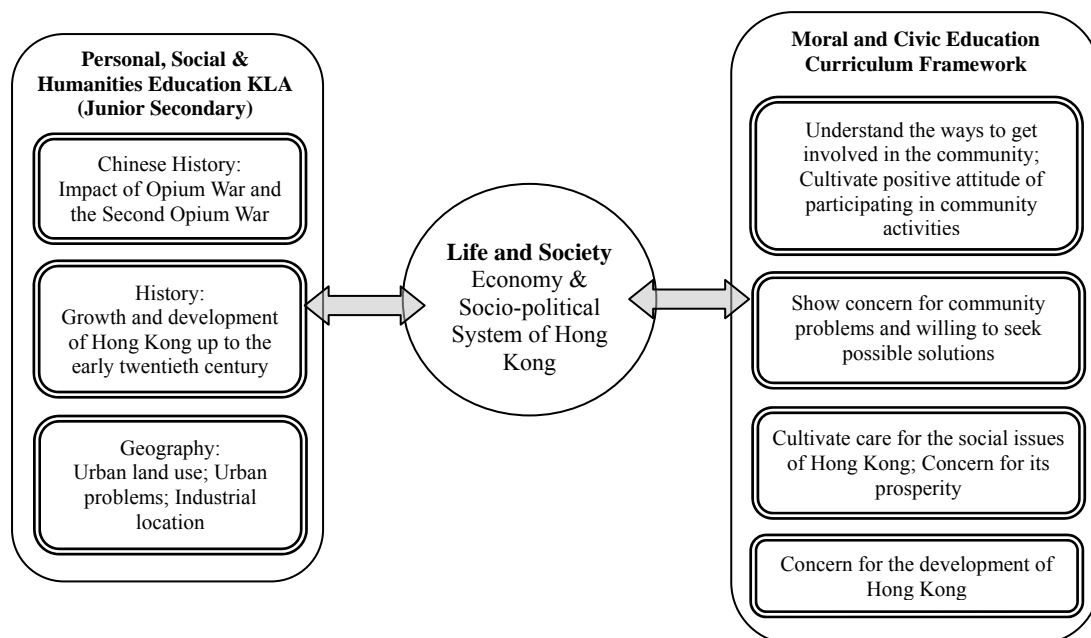 Personal, Social &
Humanities Education KLA
(Junior Secondary)
Chinese History:
Impact of Opium War and
the Second Opium War
History:
Growth and development
of Hong Kong up to the
early twentieth century
Geography:
Urban land use; Urban
problems; Industrial
location
Life and Society
Economy &
Socio-political
System of Hong
Kong
Moral and Civic Education
Curriculum Framework
Understand the ways to get
involved in the community;
Cultivate positive attitude of
participating in community
activities
Show concern for community
problems and willing to seek
possible solutions
Cultivate care for the social issues
of Hong Kong; Concern for its
prosperity
Concern for the development of
Hong Kong